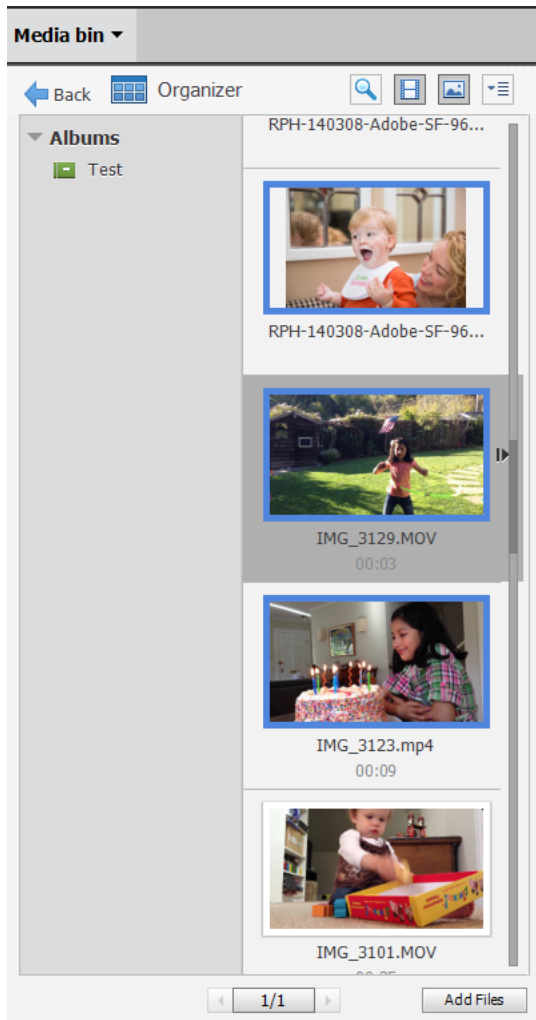 Media bin
Back
Organizer
Albums
Test
RPH-140308-Adobe-SF-96...
RPH-140308-Adobe-SF-96...
IMG_3129.MOV
00:03
IMG_3123.mp4
00:09
IMG_3101.MOV
1/1
Add Files